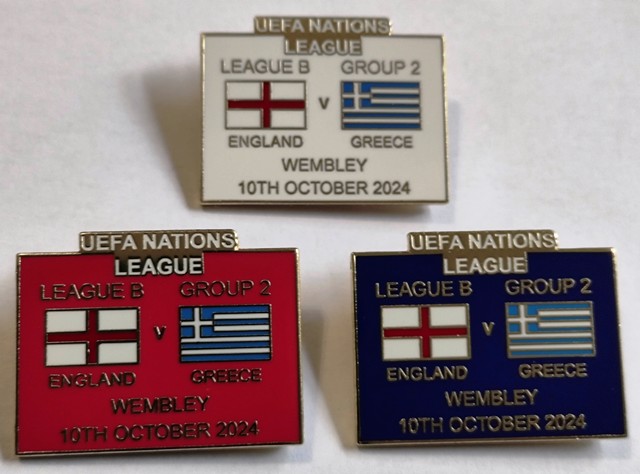 UEFA NATIONS
LEAGUE
LEAGUE B GROUP 2
V
ENGLAND GREECE
WEMBLEY
10TH OCTOBER 2024
UEFA NATIONS
LEAGUE
LEAGUE B GROUP 2
V
ENGLAND GREECE
WEMBLEY
10TH OCTOBER 2024
UEFA NATIONS
LEAGUE
LEAGUE B GROUP 2
V
ENGLAND GREECE
WEMBLEY
10TH OCTOBER 2024